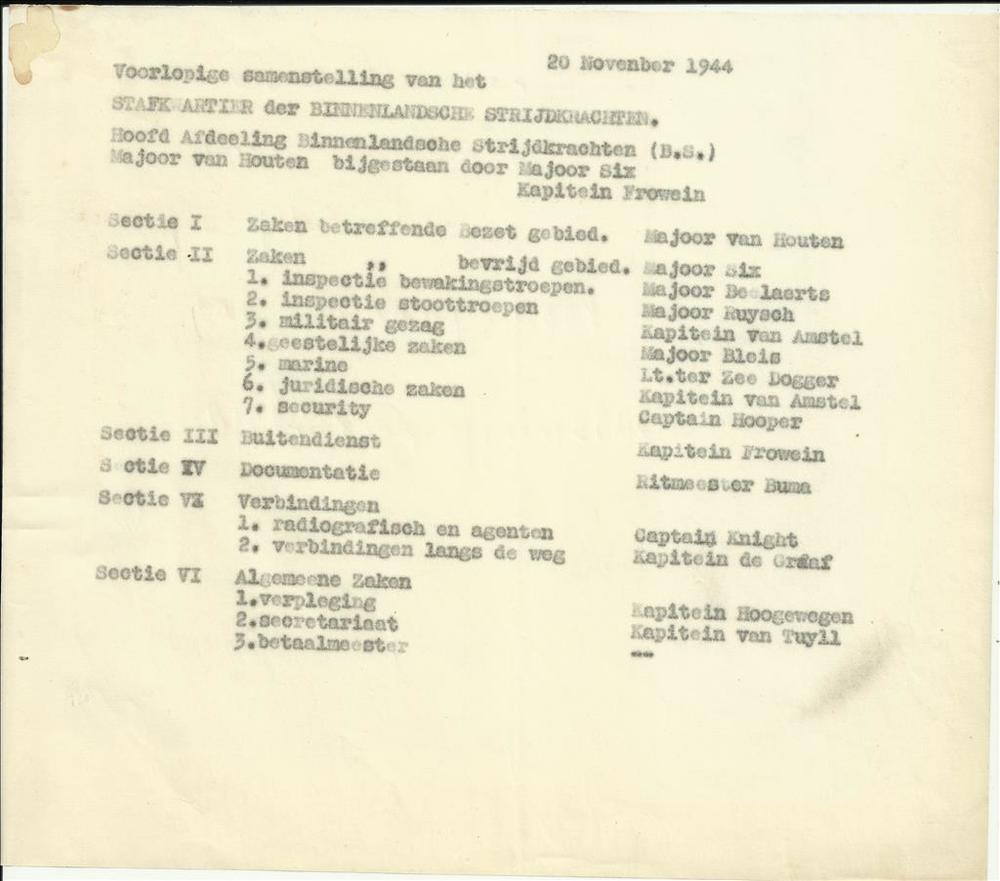 20 November 1944
Voorlopige samenstelling van het
STAFKWARTIER der BINNENLANDSCHE STRIJDKRACHTEN.
Hoofd Afdeeling Binnenlandsche Strijdkrachten (B.S.)
Majoor van Houten bijgestaan door Majoor Six
Kapitein Frowein
Sectie I Zaken betreffende Bezet gebied. Majoor van Houten
Sectie II Zaken ,, bevrijd gebied. Majoor Six
1. inspectie bewakingstroepen. Majoor Beelaerts
2. inspectie stoottroepen Majoor Ruysch
3. militair gezag Kapitein van Amstel
4.geestelijke zaken Majoor Bleis
5. marine Lt.ter Zee Dogger
6. juridische zaken Kapitein van Amstel
7. security Captain Hooper
Sectie III Buitendienst Kapitein Frowein
Sectie IV Documentatie Ritmeester Buma
Sectie VI Verbindingen
1. radiografisch en agenten Captain Knight
2. verbindingen langs de weg Kapitein de Graaf
Sectie VI Algemeene Zaken
1.verpleging Kapitein Hoogewegen
2.secretariaat Kapitein van Tuyll
3.betaalmeester ---